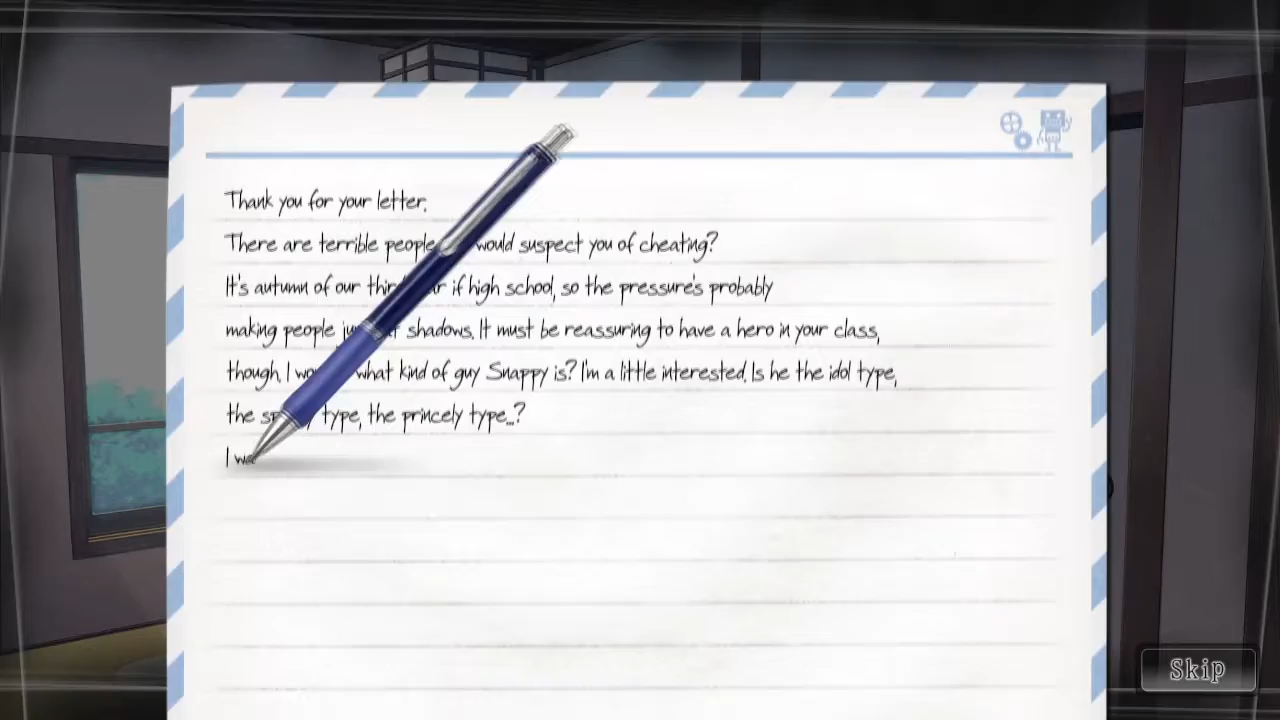 Thank you for your letter.
There are terrible people would suspect you of cheating?
It's autumn of our if high school, so the pressure's probably
making people shadows. It must be reassuring to have a hero in your class,
though. I what kind of guy Snappy is? I'm a little interested. Is he the idol type,
the type, the princely type...?
I
Skip